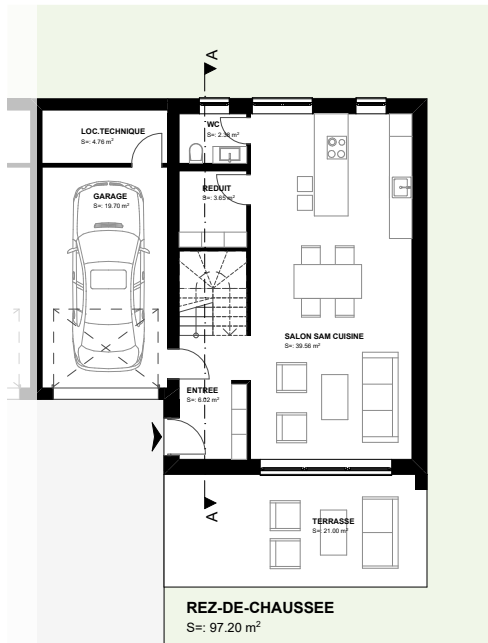 A
LOC.TECHNIQUE
S=: 4.76 m²
WC
S=: 2.38 m²
GARAGE
S=: 19.70 m²
REDUIT
S=: 3.65 m²
SALON SAM CUISINE
S=: 39.56 m²
ENTREE
S=: 6.02 m²
A
TERRASSE
S=: 21.00 m²
REZ-DE-CHAUSSEE
S=: 97.20 m²